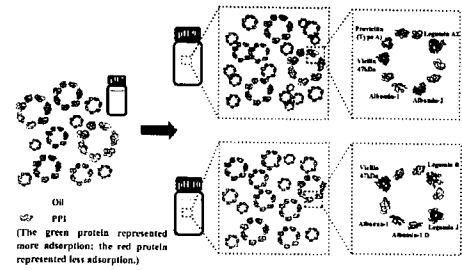 pH 9
Provicilin
(Type A)
Legumin A2
Vicilin
47kDa
Albumin-1
Albumin-2
pH 10
Legumin B
Vicilin
47kDa
Legumin J
Albumin-1
Albumin-1 D
Oil
PPI
(The green protein represented
more adsorption; the red protein
represented less adsorption.)